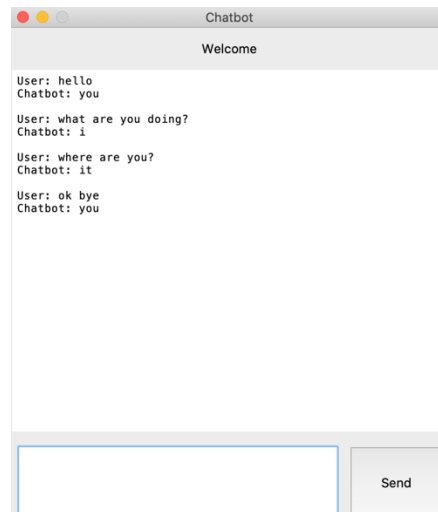 Chatbot
Welcome
User: hello
Chatbot: you
User: what are you doing?
Chatbot: i
User: where are you?
Chatbot: it
User: ok bye
Chatbot: you
Send